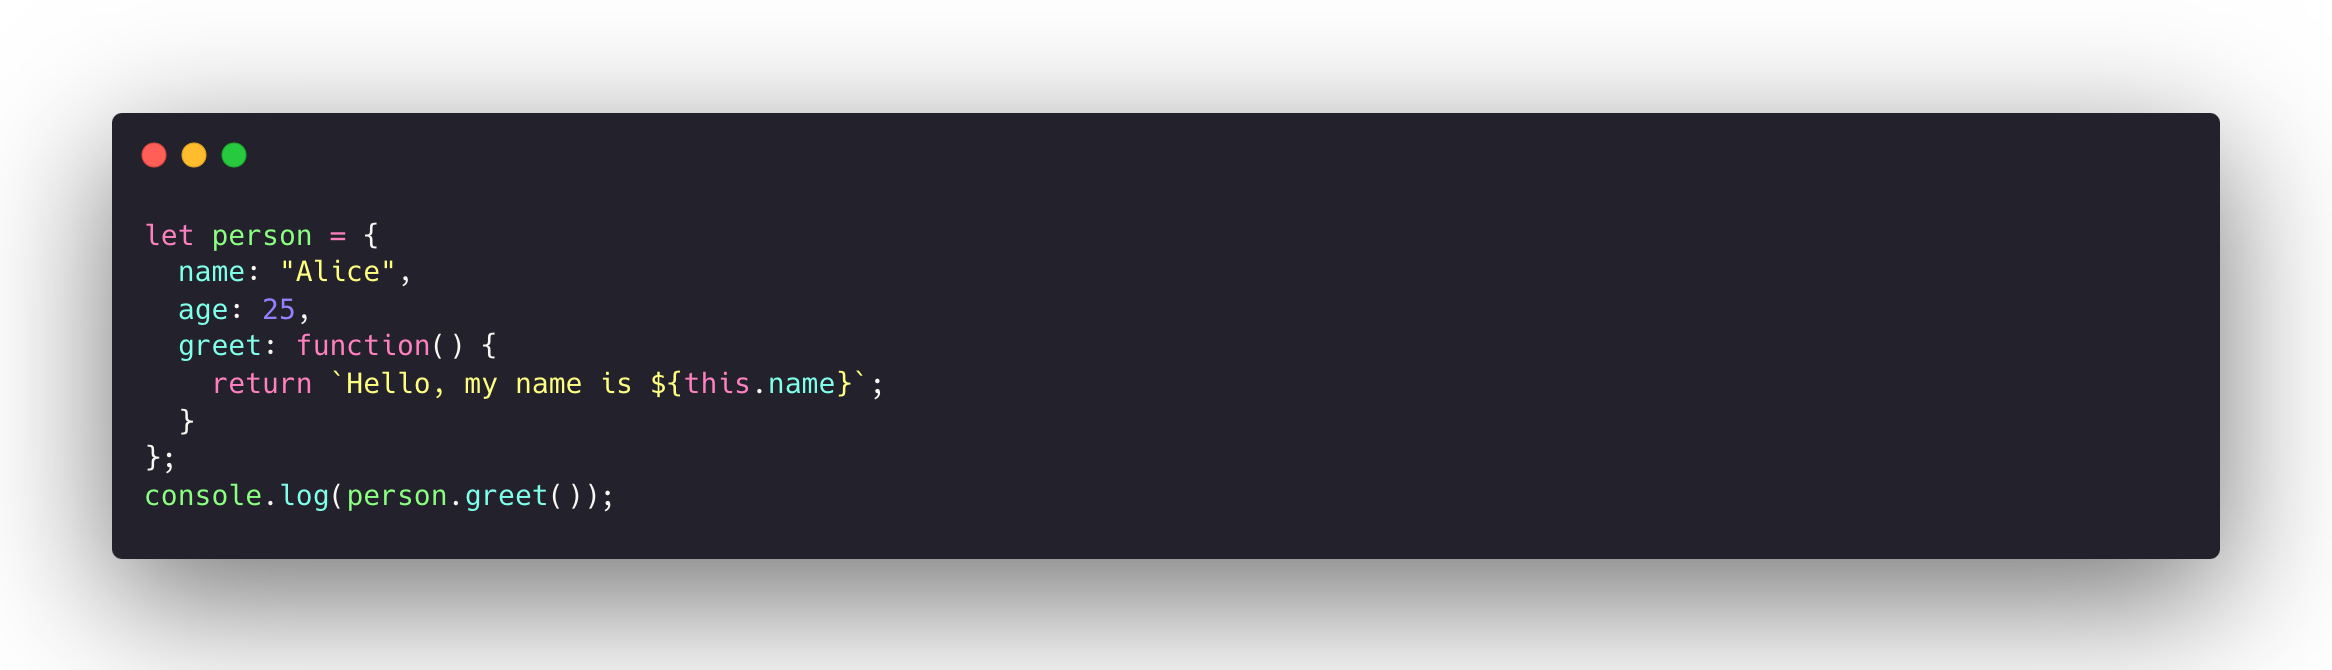 let person = {
  name: "Alice",
  age: 25,
  greet: function() {
    return `Hello, my name is ${this.name}`;
  }
};
console.log(person.greet());